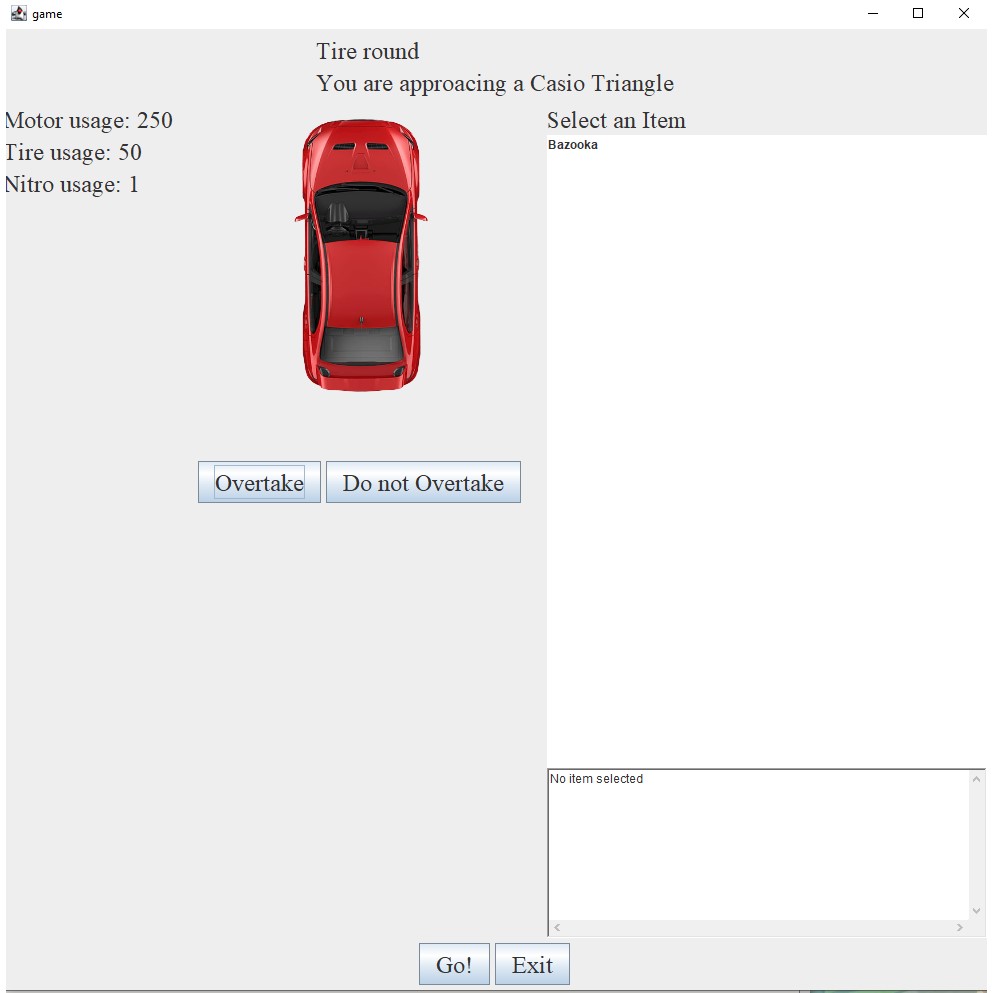 game
Tire round
You are approacing a Casio Triangle
Motor usage: 250
Tire usage: 50
Nitro usage: 1
Select an Item
Bazooka
Overtake
Do not Overtake
No item selected
Go!
Exit